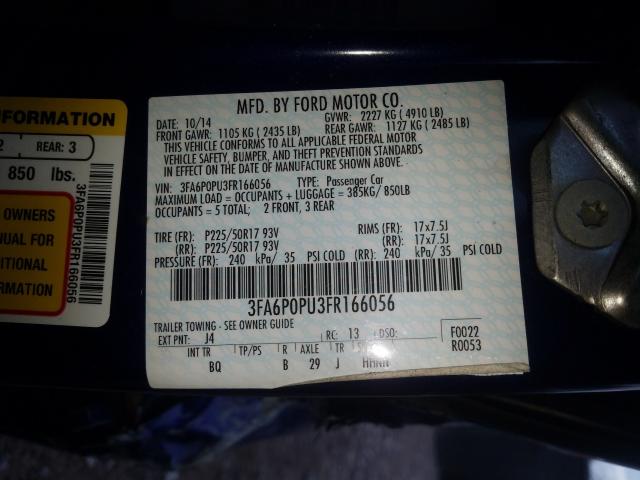 NFORMATION
2 REAR: 3
850 lbs.
OWNERS
NUAL FOR
DITIONAL
ORMATION
3FA6P0PU3FR166056
MFD. BY FORD MOTOR CO.
10/14
GVWR: 2227 KG ( 4910 LB)
FRONT GAWR: 1105 KG ( 2435 LB)
REAR GAWR: 1127 KG ( 2485 LB)
THIS VEHICLE CONFORMS TO ALL APPLICABLE FEDERAL MOTOR
VEHICLE SAFETY, BUMPER, AND THEFT PREVENTION STANDARDS
IN EFFECT ON THE DATE OF MANUFACTURE SHOWN ABOVE.
VIN: 3FA6P0PU3FR166056 TYPE: Passenger Car
MAXIMUM LOAD = OCCUPANTS + LUGGAGE = 385KG/ 850LB
OCCUPANTS = 5 TOTAL; 2 FRONT, 3 REAR
TIRE (FR): P225/50R17 93V RIMS (FR): 17x7.5J
(RR): P225/50R17 93V (RR): 17x7.5J
PRESSURE (FR): 240 kPa/ 35 PSI COLD (RR): 240 kPa/ 35 PSI COLD
3FA6P0PU3FR166056
TRAILER TOWING - SEE OWNER GUIDE
EXT PNT: J4 RC: 13 DSO: F0022
INT TR TP/PS R AXLE TR R0053
BQ B 29 J